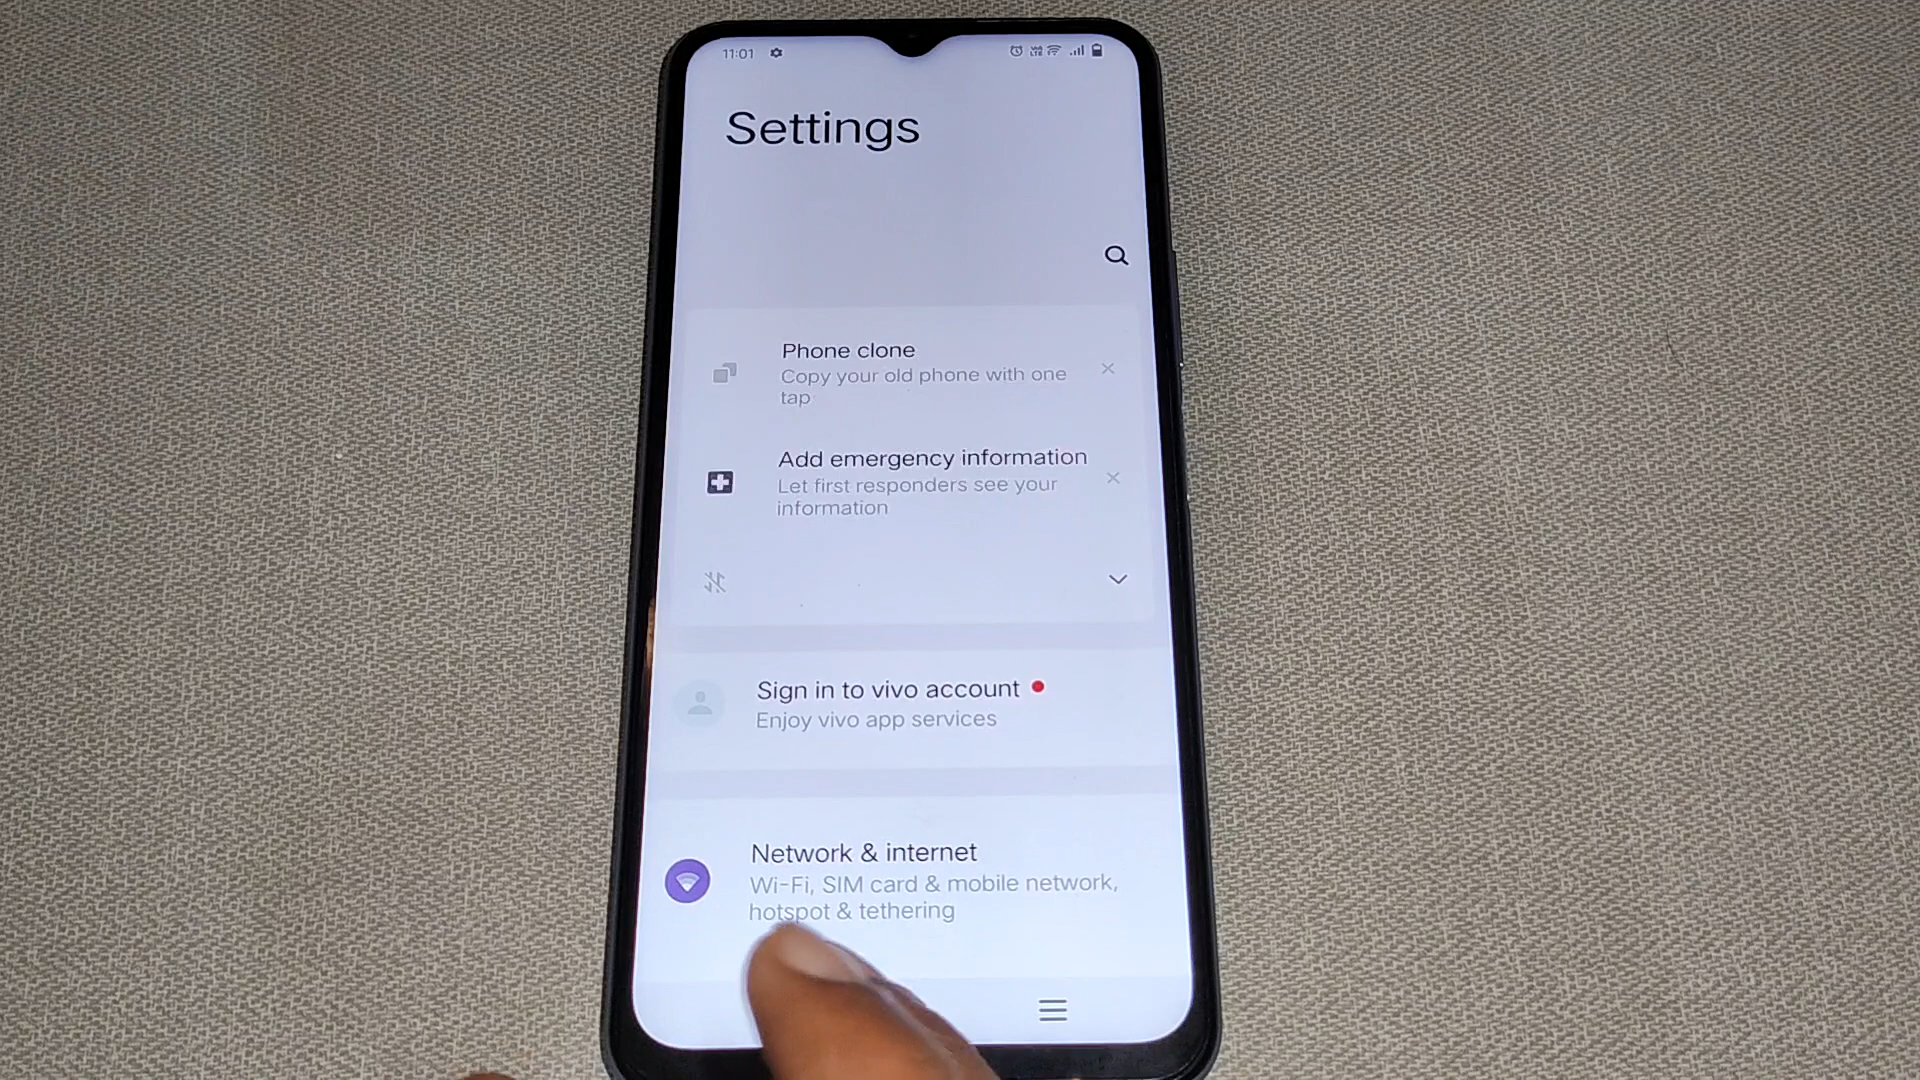 11:01
Settings
Phone clone
Copy your old phone with one
tap
Add emergency information
Let first responders see your
information
Sign in to vivo account
Enjoy vivo app services
Network & internet
Wi-Fi, SIM card & mobile network,
hotspot & tethering